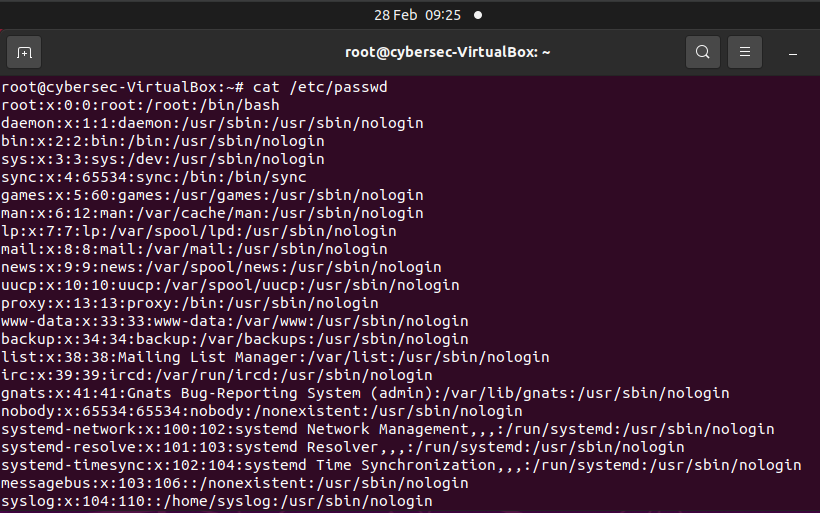 28 Feb 09:25
root@cybersec-VirtualBox: ~
root@cybersec-VirtualBox:~# cat /etc/passwd
root:x:0:0:root:/root:/bin/bash
daemon:x:1:1:daemon:/usr/sbin:/usr/sbin/nologin
bin:x:2:2:bin:/bin:/usr/sbin/nologin
sys:x:3:3:sys:/dev:/usr/sbin/nologin
sync:x:4:65534:sync:/bin:/bin/sync
games:x:5:60:games:/usr/games:/usr/sbin/nologin
man:x:6:12:man:/var/cache/man:/usr/sbin/nologin
lp:x:7:7:lp:/var/spool/lpd:/usr/sbin/nologin
mail:x:8:8:mail:/var/mail:/usr/sbin/nologin
news:x:9:9:news:/var/spool/news:/usr/sbin/nologin
uucp:x:10:10:uucp:/var/spool/uucp:/usr/sbin/nologin
proxy:x:13:13:proxy:/bin:/usr/sbin/nologin
www-data:x:33:33:www-data:/var/www:/usr/sbin/nologin
backup:x:34:34:backup:/var/backups:/usr/sbin/nologin
list:x:38:38:Mailing List Manager:/var/list:/usr/sbin/nologin
irc:x:39:39:ircd:/var/run/ircd:/usr/sbin/nologin
gnats:x:41:41:Gnats Bug-Reporting System (admin):/var/lib/gnats:/usr/sbin/nologin
nobody:x:65534:65534:nobody:/nonexistent:/usr/sbin/nologin
systemd-network:x:100:102:systemd Network Management,,,:/run/systemd:/usr/sbin/nologin
systemd-resolve:x:101:103:systemd Resolver,,,:/run/systemd:/usr/sbin/nologin
systemd-timesync:x:102:104:systemd Time Synchronization,,,:/run/systemd:/usr/sbin/nologin
messagebus:x:103:106::/nonexistent:/usr/sbin/nologin
syslog:x:104:110::/home/syslog:/usr/sbin/nologin